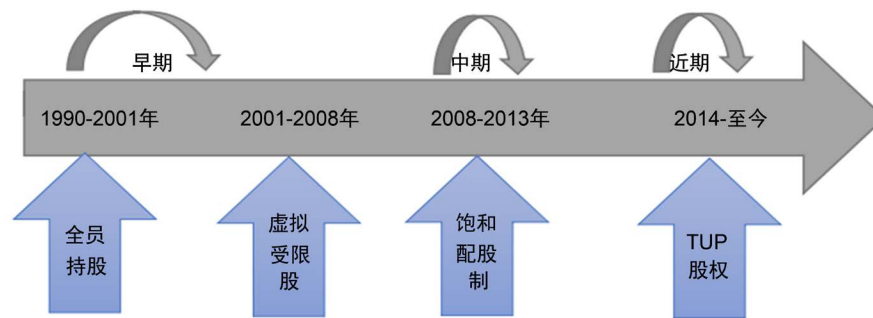 早期
中期
近期
1990-2001年
2001-2008年
2008-2013年
2014-至今
全员
持股
虚拟
受限
股
饱和
配股
制
TUP
股权